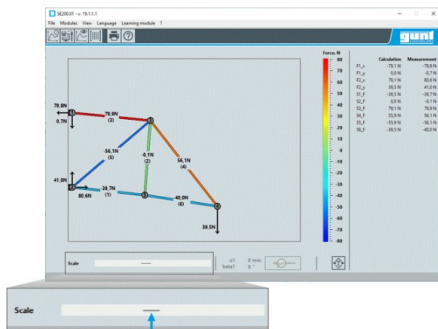 SE200.01 - v. 19.1.1.1
File Modules View Language Learning module ?
gunt
Force, N
Calculation Measurement
F1_x -79,1 N -79,8 N
F1_y 0,0 N -0,7 N
F2_x 79,1 N 80,6 N
F2_y 39,5 N 41,0 N
S1_F -39,5 N -39,7 N
S2_F 0,0 N -0,1 N
S3_F 79,1 N 79,9 N
S4_F 55,9 N 56,1 N
S5_F -55,9 N -56,1 N
S6_F -39,5 N -40,0 N
80
70
60
50
40
30
20
10
0
-10
-20
-30
-40
-50
-60
-70
-80
79,8N
79,9N
(3)
0,7N
-56,1N
(5)
-0,1N
(2)
56,1N
(4)
41,0N
80,6N
-39,7N
(1)
-40,0N
(6)
39,5N
Scale
0 mm
beta1 0 °
Scale